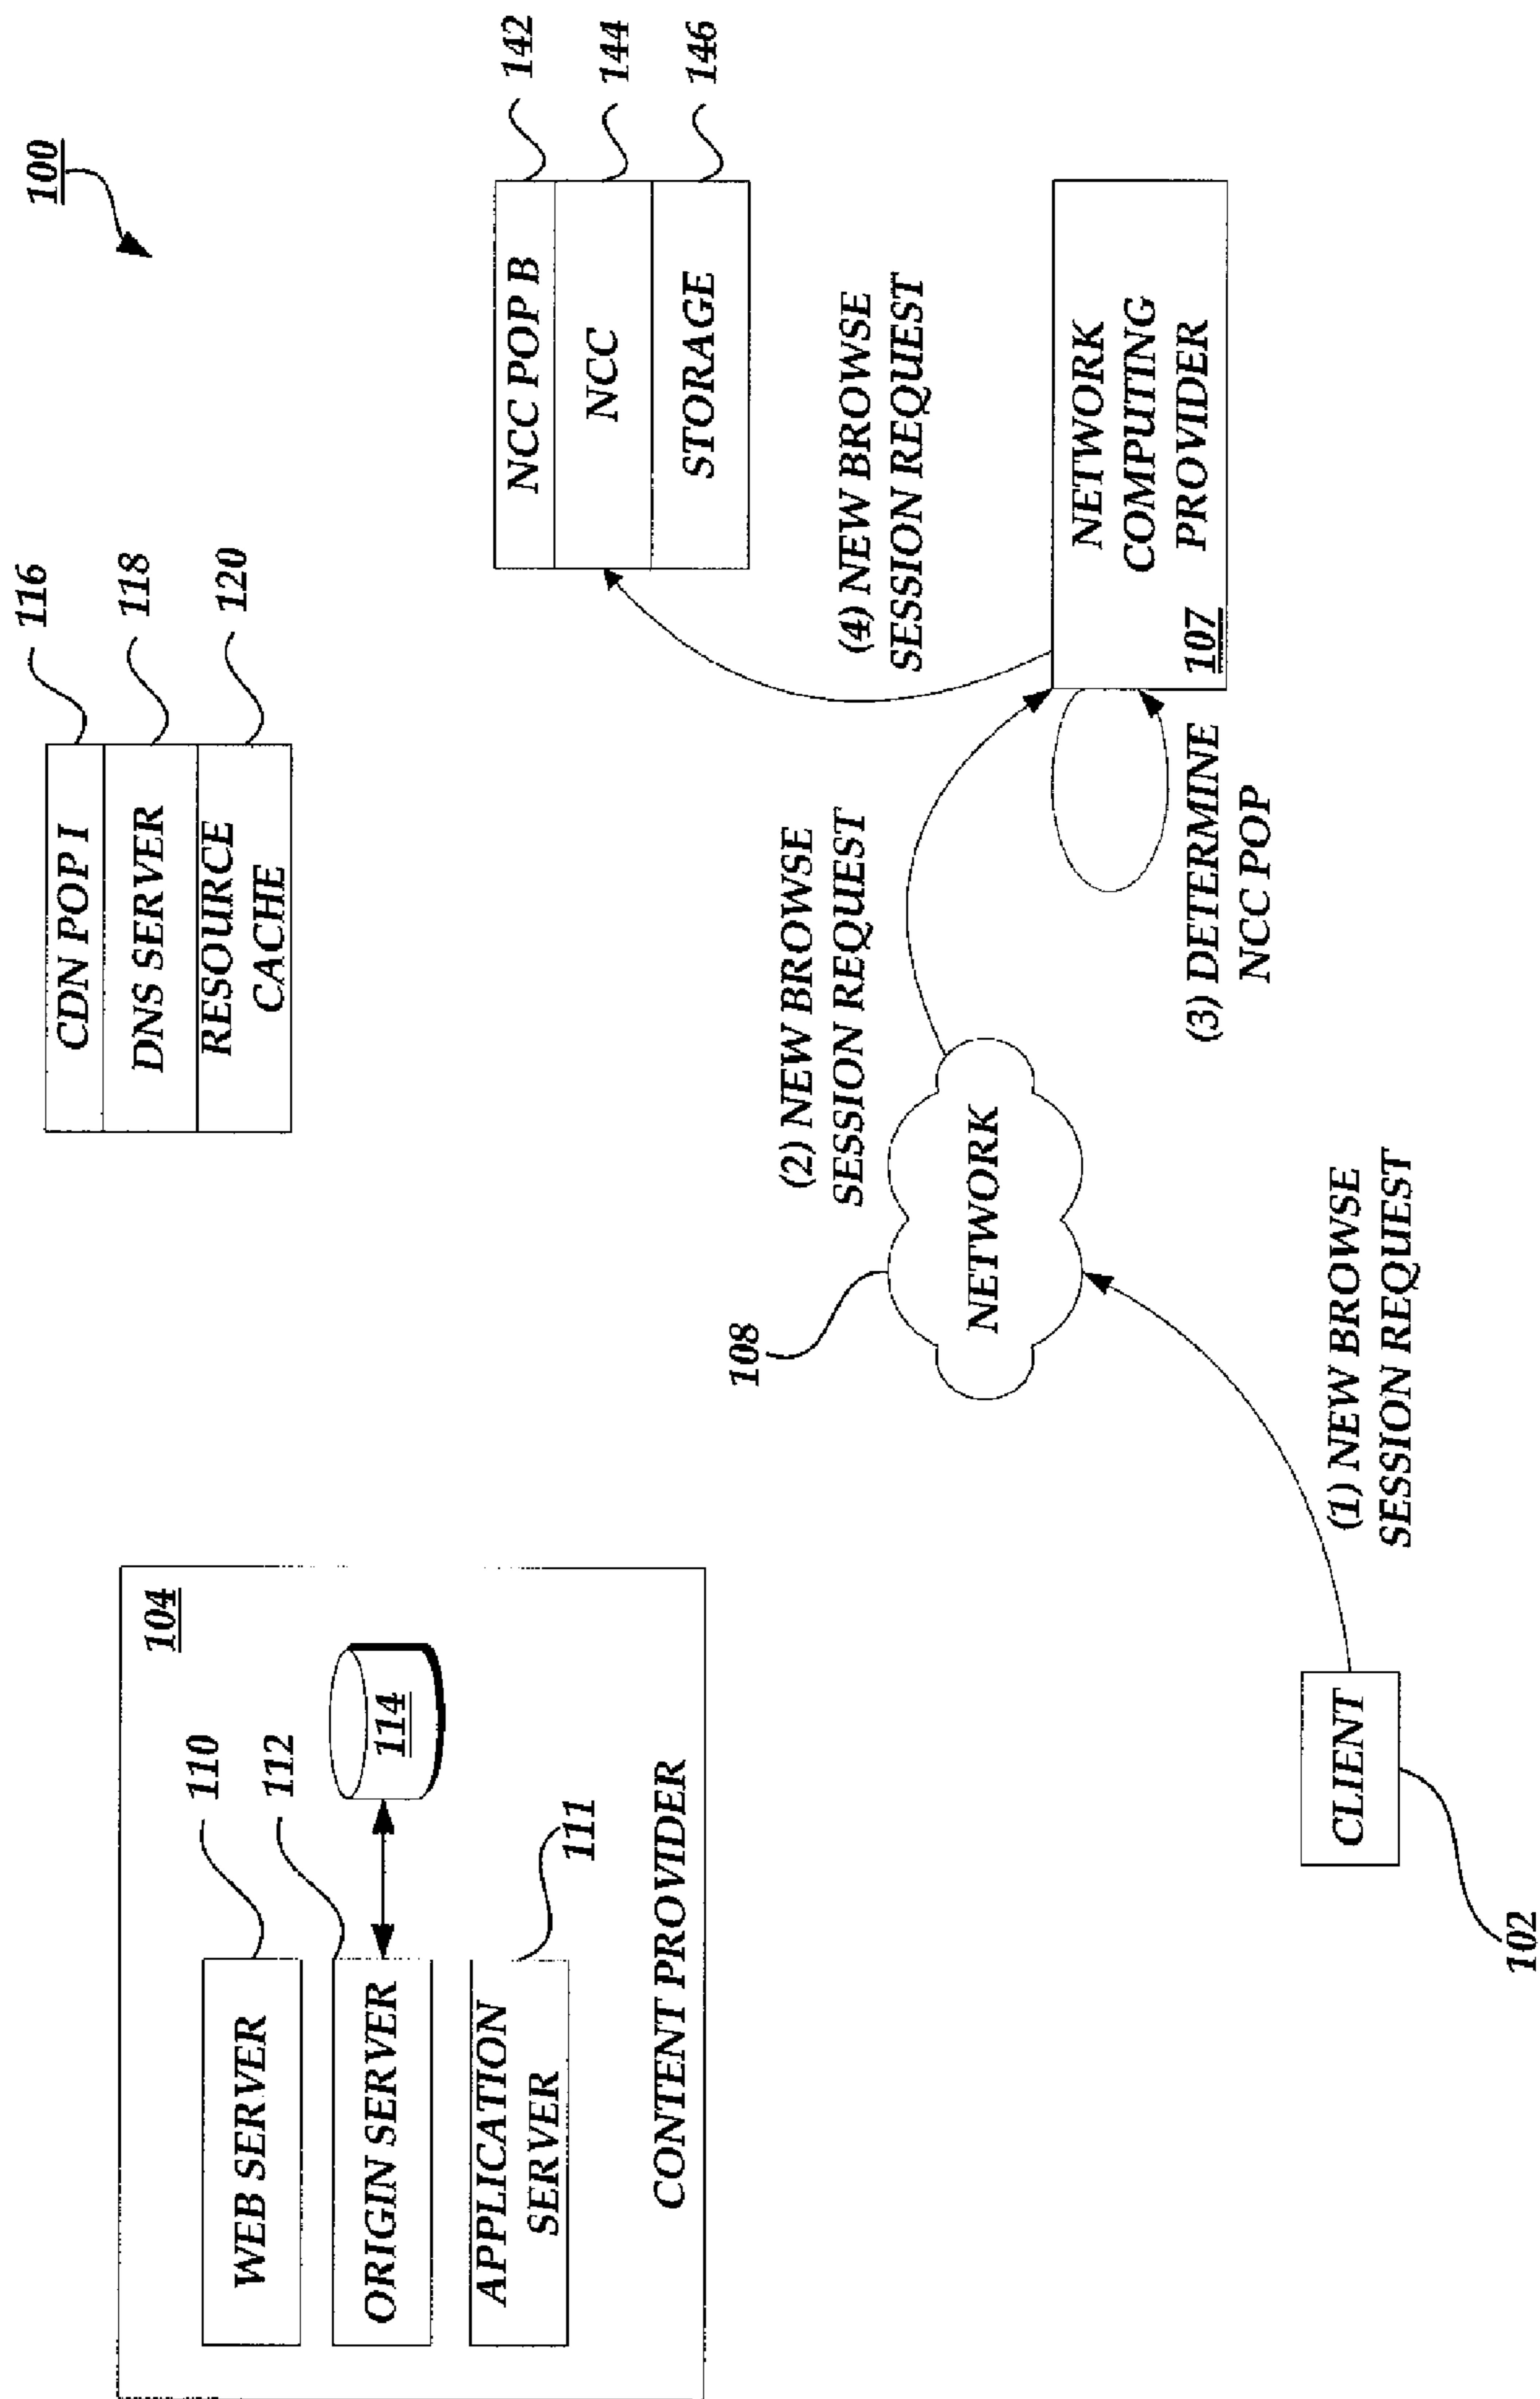 100
104
110
WEB SERVER
112
ORIGIN SERVER
114
111
APPLICATION
SERVER
CONTENT PROVIDER
116
CDN POP I
118
DNS SERVER
120
RESOURCE
CACHE
142
NCC POP B
144
NCC
146
STORAGE
108
NETWORK
(2) NEW BROWSE
SESSION REQUEST
(4) NEW BROWSE
SESSION REQUEST
NETWORK
COMPUTING
PROVIDER
107
(3) DETERMINE
NCC POP
(1) NEW BROWSE
SESSION REQUEST
CLIENT
102